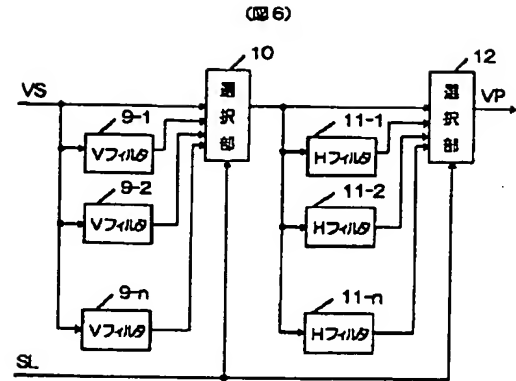 (図6)
10
12
VS
選択部
選択部
VP
9-1
Vフィルタ
11-1
Hフィルタ
9-2
Vフィルタ
11-2
Hフィルタ
9-n
Vフィルタ
11-n
Hフィルタ
SL